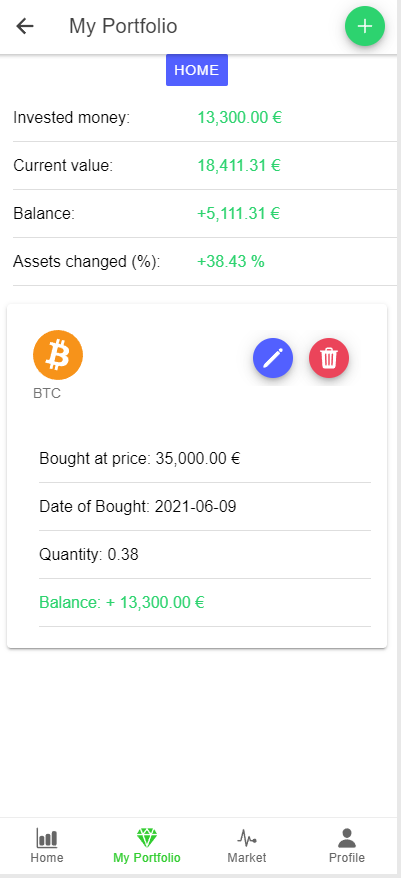 My Portfolio
HOME
Invested money: 13,300.00 €
Current value: 18,411.31 €
Balance: +5,111.31 €
Assets changed (%): +38.43 %
BTC
Bought at price: 35,000.00 €
Date of Bought: 2021-06-09
Quantity: 0.38
Balance: + 13,300.00 €
Home My Portfolio Market Profile